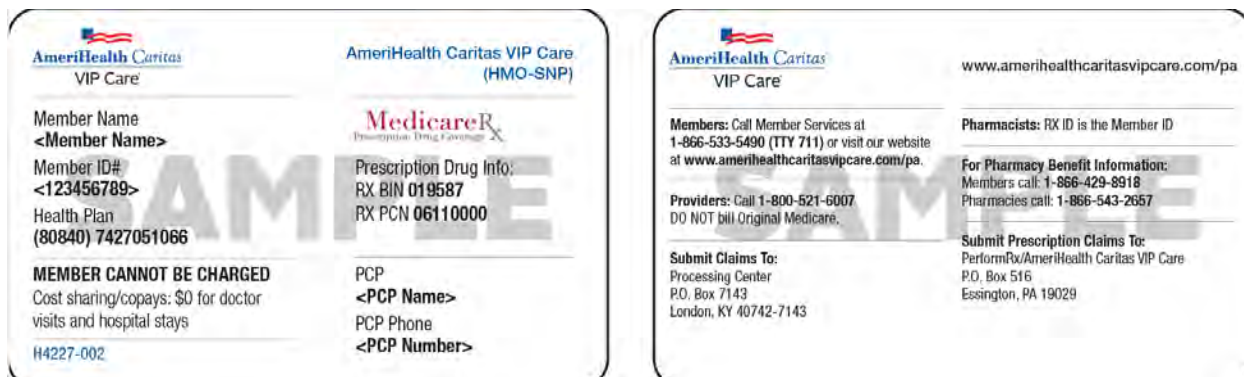 AmeriHealth Caritas
VIP Care
AmeriHealth Caritas VIP Care
(HMO-SNP)
Member Name
<Member Name>
Member ID#
<123456789>
Health Plan
(80840) 7427051066
MedicareRx
Prescription Drug Coverage
Prescription Drug Info:
RX BIN 019587
RX PCN 06110000
SAMPLE
MEMBER CANNOT BE CHARGED
Cost sharing/copays: $0 for doctor
visits and hospital stays
H4227-002
PCP
<PCP Name>
PCP Phone
<PCP Number>
AmeriHealth Caritas
VIP Care
www.amerihealthcaritasvipcare.com/pa
Members: Call Member Services at
1-866-533-5490 (TTY 711) or visit our website
at www.amerihealthcaritasvipcare.com/pa.
Providers: Call 1-800-521-6007
DO NOT bill Original Medicare.
Submit Claims To:
Processing Center
P.O. Box 7143
London, KY 40742-7143
Pharmacists: RX ID is the Member ID
For Pharmacy Benefit Information:
Members call: 1-866-429-8918
Pharmacies call: 1-866-543-2657
Submit Prescription Claims To:
PerformRx/AmeriHealth Caritas VIP Care
P.O. Box 516
Essington, PA 19029
SAMPLE